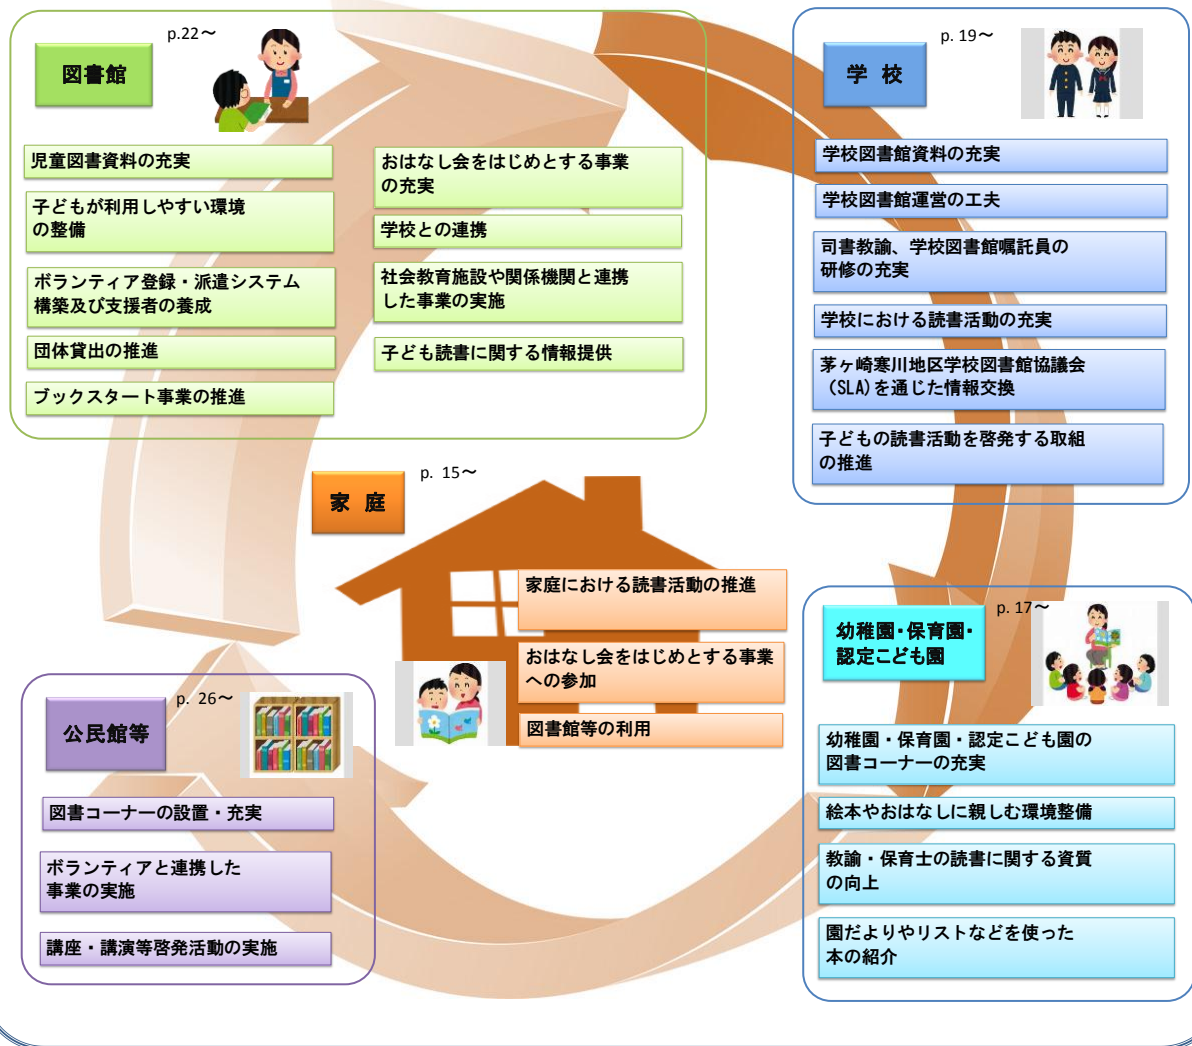 p.22～
図書館
児童図書資料の充実
子どもが利用しやすい環境
の整備
ボランティア登録・派遣システム
構築及び支援者の養成
団体貸出の推進
ブックスタート事業の推進
おはなし会をはじめとする事業
の充実
学校との連携
社会教育施設や関係機関と連携
した事業の実施
子ども読書に関する情報提供
p. 19～
学 校
学校図書館資料の充実
学校図書館運営の工夫
司書教諭、学校図書館嘱託員の
研修の充実
学校における読書活動の充実
茅ヶ崎寒川地区学校図書館協議会
（SLA)を通じた情報交換
子どもの読書活動を啓発する取組
の推進
p. 15～
家 庭
家庭における読書活動の推進
おはなし会をはじめとする事業
への参加
図書館等の利用
p. 17～
幼稚園・保育園・
認定こども園
幼稚園・保育園・認定こども園の
図書コーナーの充実
絵本やおはなしに親しむ環境整備
教諭・保育士の読書に関する資質
の向上
園だよりやリストなどを使った
本の紹介
p. 26～
公民館等
図書コーナーの設置・充実
ボランティアと連携した
事業の実施
講座・講演等啓発活動の実施